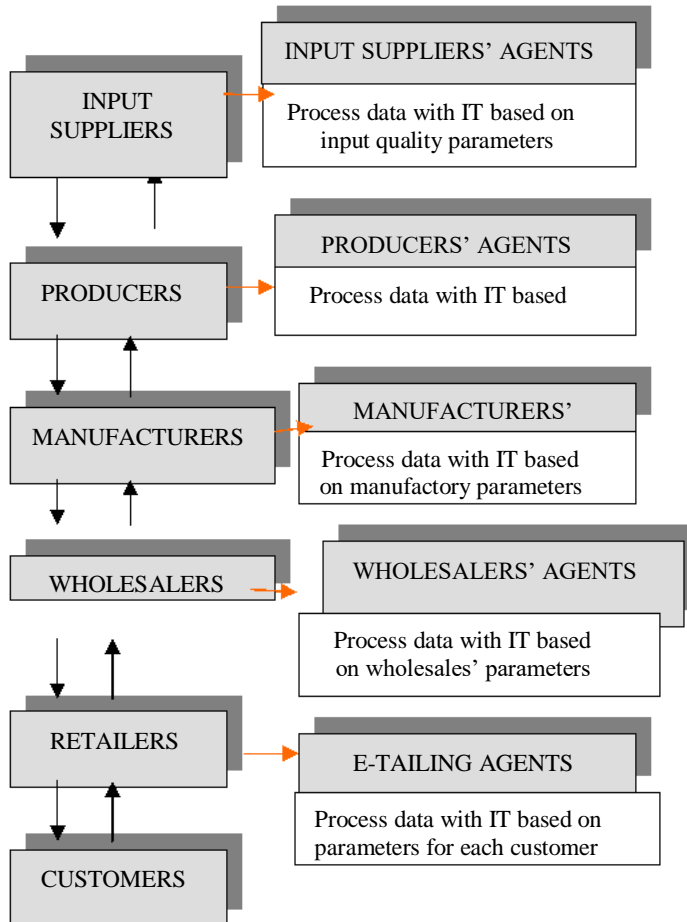 INPUT SUPPLIERS’ AGENTS
INPUT
SUPPLIERS
Process data with IT based on
input quality parameters
PRODUCERS’ AGENTS
PRODUCERS
Process data with IT based
MANUFACTURERS’
MANUFACTURERS
Process data with IT based
on manufactory parameters
WHOLESALERS’ AGENTS
WHOLESALERS
Process data with IT based
on wholesales’ parameters
RETAILERS
E-TAILING AGENTS
Process data with IT based on
parameters for each customer
CUSTOMERS